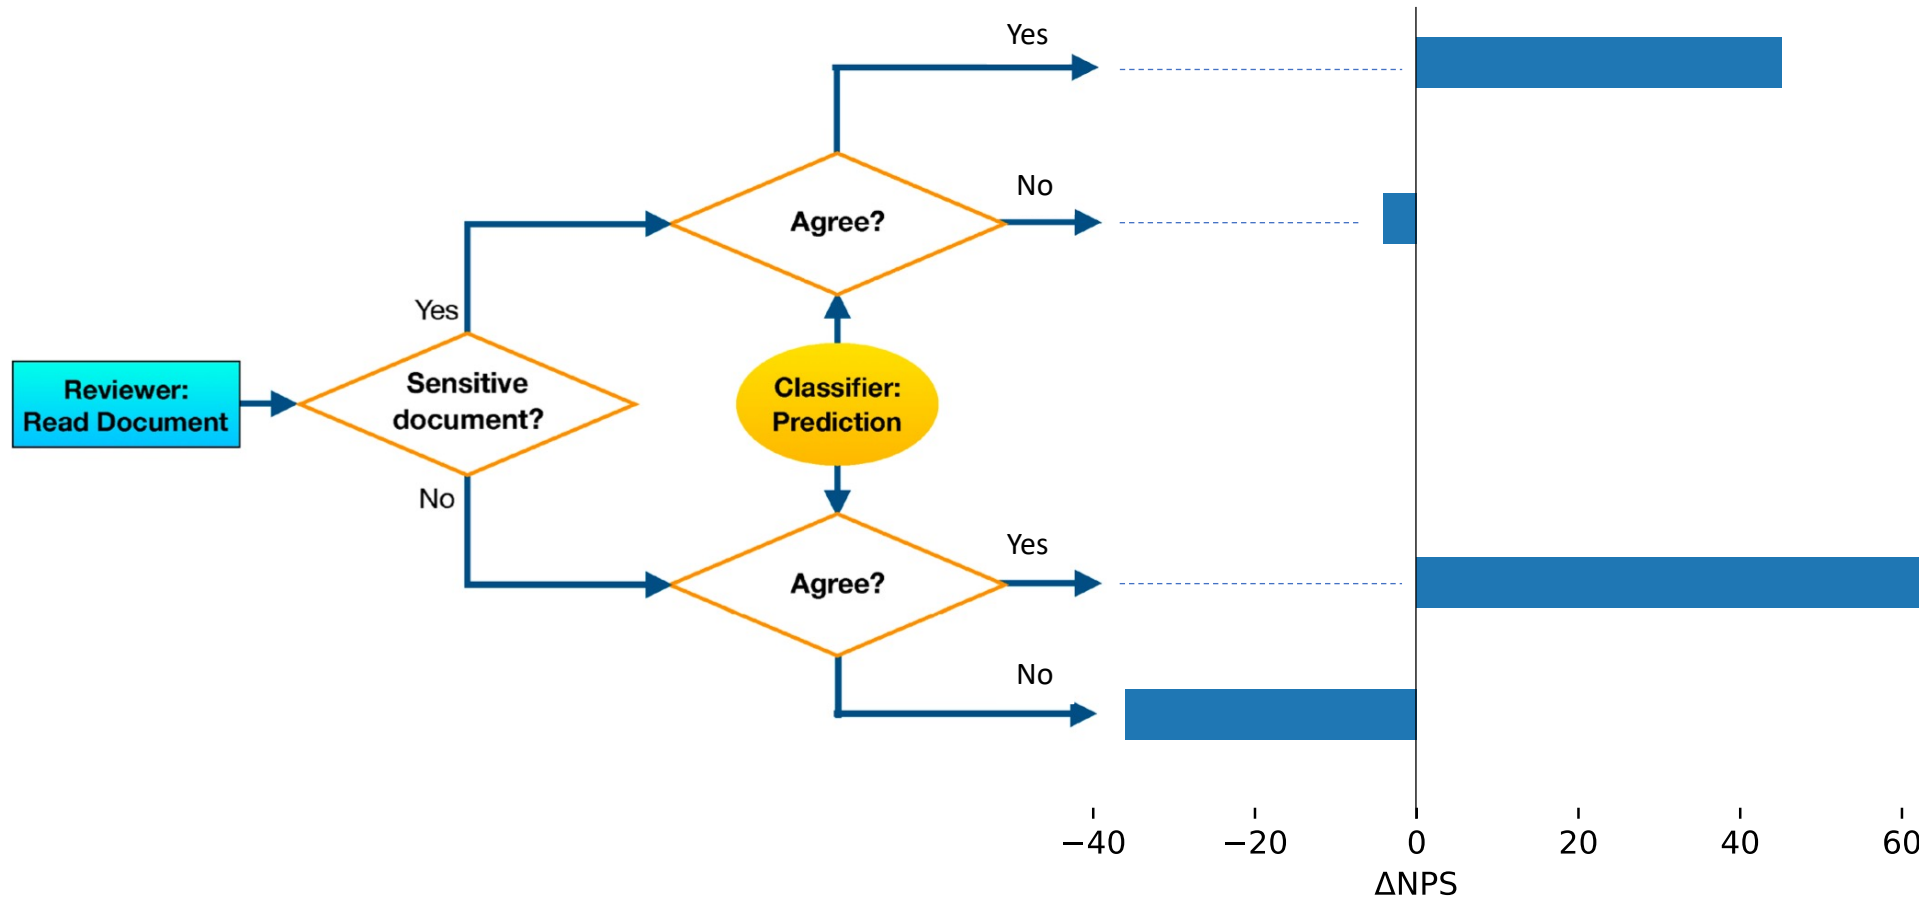 Yes
No
Agree?
Yes
Reviewer:
Read Document
Sensitive
document?
Classifier:
Prediction
No
Yes
Agree?
No
−40
−20
0
20
40
60
ΔNPS